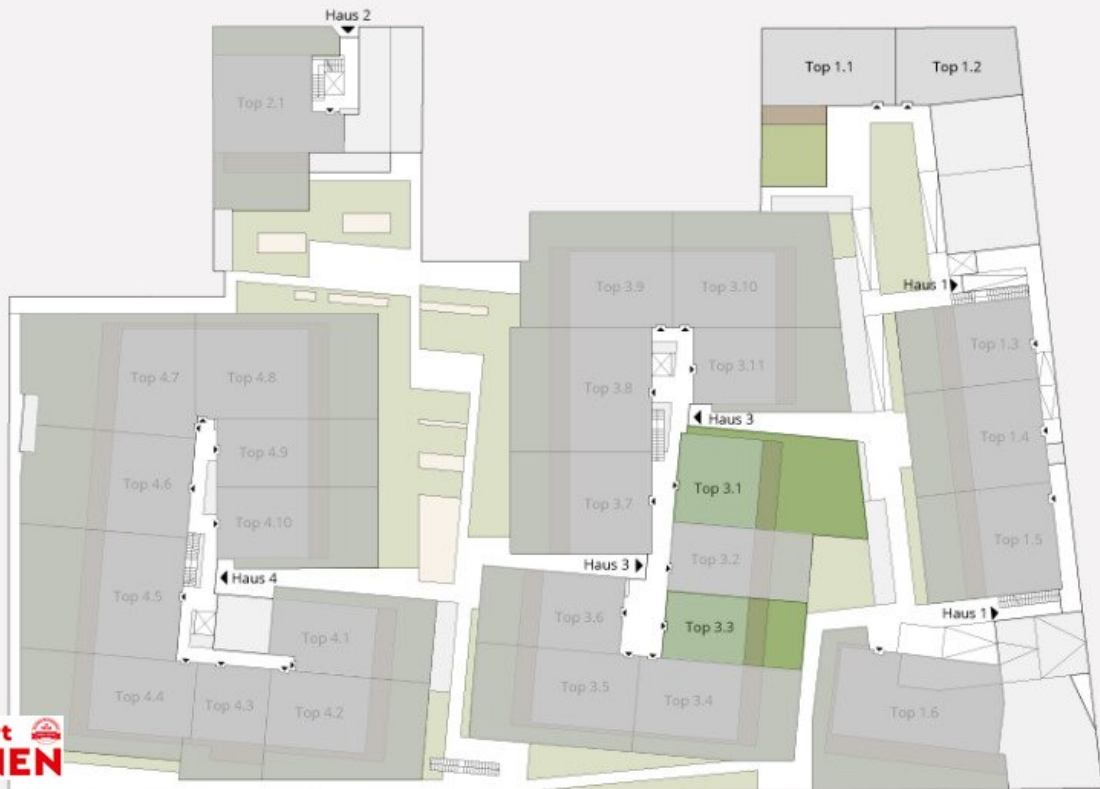 Haus 2
Top 1.1
Top 1.2
Top 2.1
Haus 1
Top 3.9
Top 3.10
Top 1.3
Top 3.11
Top 4.7
Top 4.8
Top 3.8
Haus 3
Top 1.4
Top 4.9
Top 4.6
Top 3.1
Top 3.7
Top 4.10
Top 1.5
Top 3.2
Haus 3
Haus 4
Top 4.5
Haus 1
Top 3.6
Top 3.3
Top 4.1
Top 3.5
Top 3.4
Top 4.4
Top 4.3
Top 4.2
Top 1.6